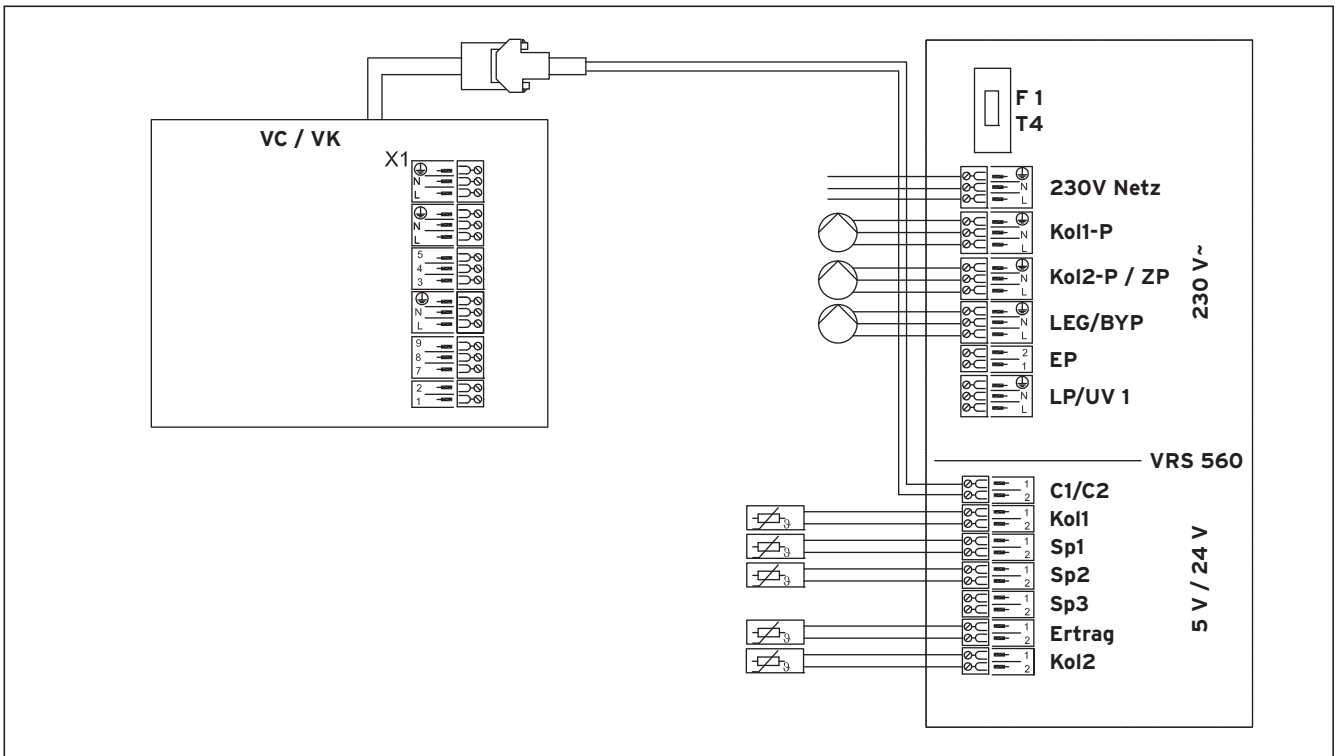 VC / VK
X1
N
L
N
L
5
4
3
N
L
9
8
7
2
1
F 1
T4
N
L
230V Netz
N
L
Kol1-P
N
L
Kol2-P / ZP
N
L
LEG/BYP
2
1
EP
N
L
LP/UV 1
230 V~
VRS 560
1
2
C1/C2
ϑ
1
2
Kol1
ϑ
1
2
Sp1
ϑ
1
2
Sp2
1
2
Sp3
ϑ
1
2
Ertrag
ϑ
1
2
Kol2
5 V / 24 V